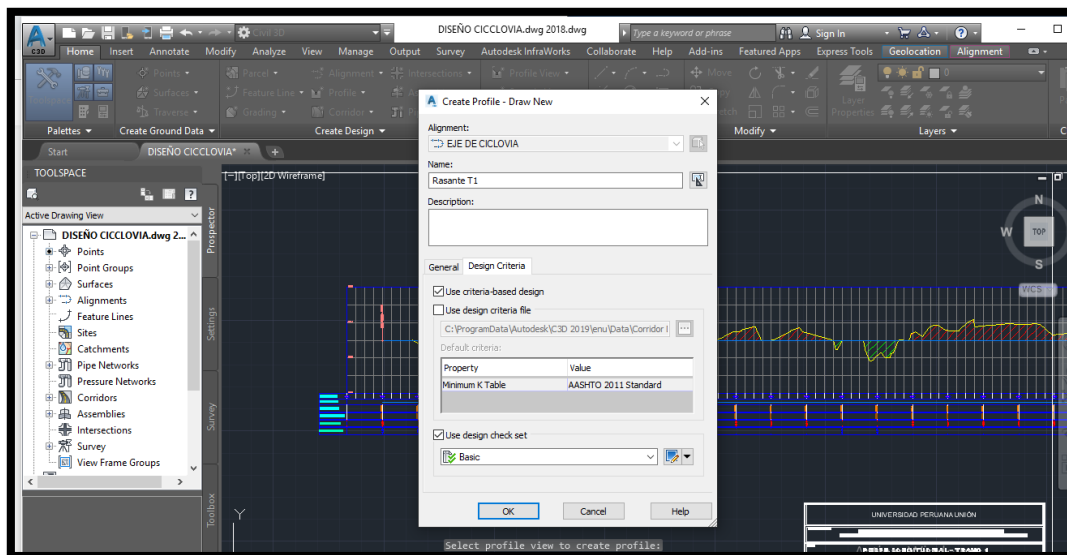 DISEÑO CICCLOVIA.dwg 2018.dwg
Type a keyword or phrase
Sign In
C3D
Civil 3D
Home Insert Annotate Modify Analyze View Manage Output Survey Autodesk InfraWorks Collaborate Help Add-ins Featured Apps Express Tools Geolocation Alignment
Points Parcel Alignment Intersections Profile View Move
Surfaces Feature Line Profile
Traverse Grading Corridor Layer
Properties
Palettes Create Ground Data Create Design Modify Layers
Start DISEÑO CICCLOVIA*
TOOLSPACE
Active Drawing View
DISEÑO CICCLOVIA.dwg 2...
Points
Point Groups
Surfaces
Alignments
Feature Lines
Sites
Catchments
Pipe Networks
Pressure Networks
Corridors
Assemblies
Intersections
Survey
View Frame Groups
Prospector
Settings
Survey
Toolbox
[−][Top][2D Wireframe]
Create Profile - Draw New
Alignment:
EJE DE CICLOVIA
Name:
Rasante T1
Description:
General Design Criteria
Use criteria-based design
Use design criteria file
C:\ProgramData\Autodesk\C3D 2019\enu\Data\Corridor
Default criteria:
Property Value
Minimum K Table AASHTO 2011 Standard
Use design check set
Basic
OK Cancel Help
N
W TOP
S
WCS
Y
UNIVERSIDAD PERUANA UNIÓN
Select profile view to create profile: